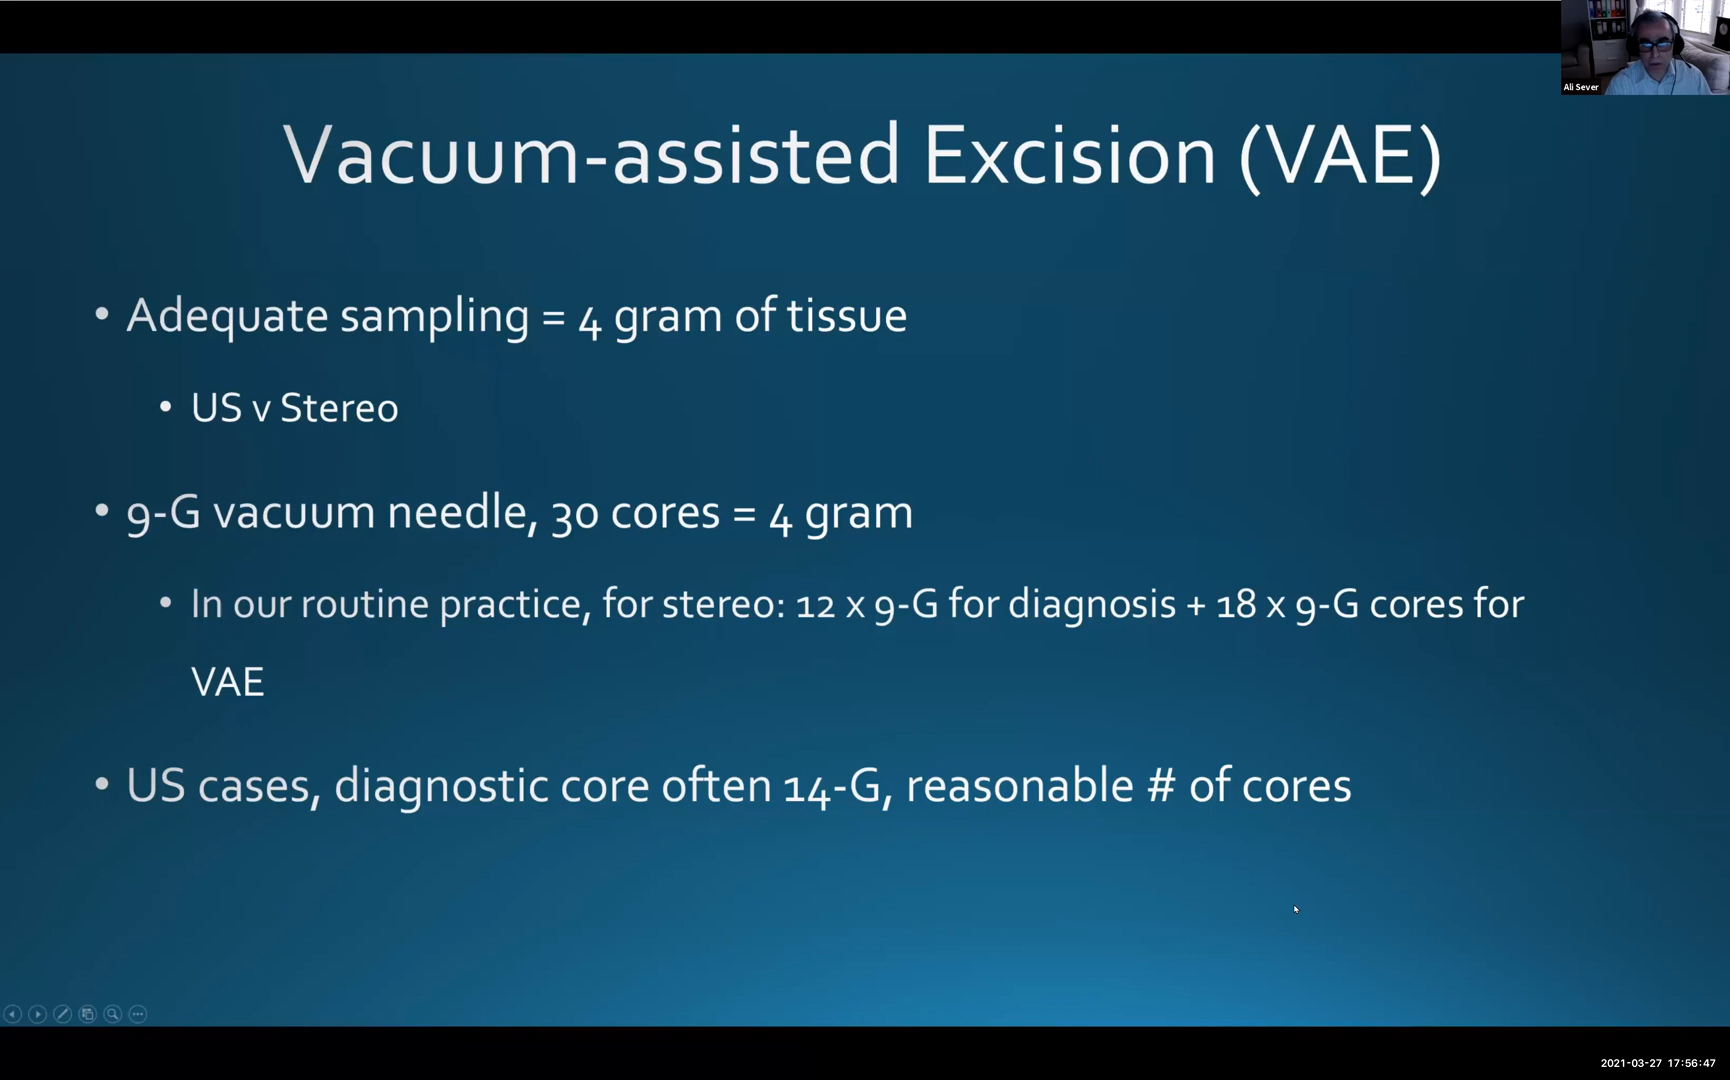 Ali Sever
Vacuum-assisted Excision (VAE)
• Adequate sampling = 4 gram of tissue
• US v Stereo
• 9-G vacuum needle, 30 cores = 4 gram
• In our routine practice, for stereo: 12 x 9-G for diagnosis + 18 x 9-G cores for
VAE
• US cases, diagnostic core often 14-G, reasonable # of cores
2021-03-27 17:56:47